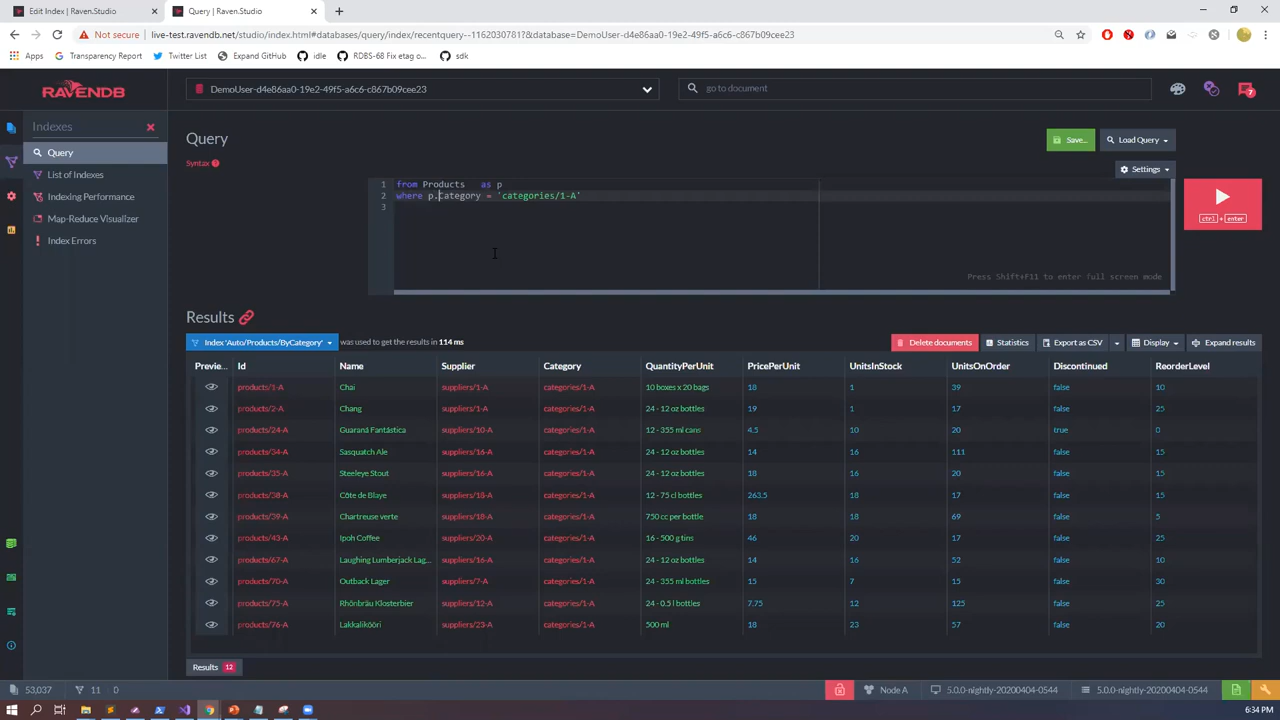 Edit Index | Raven.Studio
Query | Raven.Studio
Not secure | live-test.ravendb.net/studio/index.html#databases/query/index/recentquery--1162030781?&database=DemoUser-d4e86aa0-19e2-49f5-a6c6-c867b09cee23
Apps Transparency Report Twitter List Expand GitHub idle RDBS-68 Fix etag o... sdk
RAVENDB
DemoUser-d4e86aa0-19e2-49f5-a6c6-c867b09cee23
go to document
7
Indexes
Query
List of Indexes
Indexing Performance
Map-Reduce Visualizer
Index Errors
Query
Save... Load Query
Syntax
Settings
1 from Products as p
2 where p.Category = 'categories/1-A'
3
ctrl + enter
Press Shift+F11 to enter full screen mode
Results
Index 'Auto/Products/ByCategory' was used to get the results in 114 ms
Delete documents Statistics Export as CSV Display Expand results
Previe... Id Name Supplier Category QuantityPerUnit PricePerUnit UnitsInStock UnitsOnOrder Discontinued ReorderLevel
products/1-A Chai suppliers/1-A categories/1-A 10 boxes x 20 bags 18 1 39 false 10
products/2-A Chang suppliers/1-A categories/1-A 24 - 12 oz bottles 19 1 17 false 25
products/24-A Guaraná Fantástica suppliers/10-A categories/1-A 12 - 355 ml cans 4.5 10 20 true 0
products/34-A Sasquatch Ale suppliers/16-A categories/1-A 24 - 12 oz bottles 14 16 111 false 15
products/35-A Steeleye Stout suppliers/16-A categories/1-A 24 - 12 oz bottles 18 16 20 false 15
products/38-A Côte de Blaye suppliers/18-A categories/1-A 12 - 75 cl bottles 263.5 18 17 false 15
products/39-A Chartreuse verte suppliers/18-A categories/1-A 750 cc per bottle 18 18 69 false 5
products/43-A Ipoh Coffee suppliers/20-A categories/1-A 16 - 500 g tins 46 20 17 false 25
products/67-A Laughing Lumberjack Lag... suppliers/16-A categories/1-A 24 - 12 oz bottles 14 16 52 false 10
products/70-A Outback Lager suppliers/7-A categories/1-A 24 - 355 ml bottles 15 7 15 false 30
products/75-A Rhönbräu Klosterbier suppliers/12-A categories/1-A 24 - 0.5 l bottles 7.75 12 125 false 25
products/76-A Lakkalikööri suppliers/23-A categories/1-A 500 ml 18 23 57 false 20
Results 12
53,037 11 0 Node A 5.0.0-nightly-20200404-0544 5.0.0-nightly-20200404-0544
6:34 PM